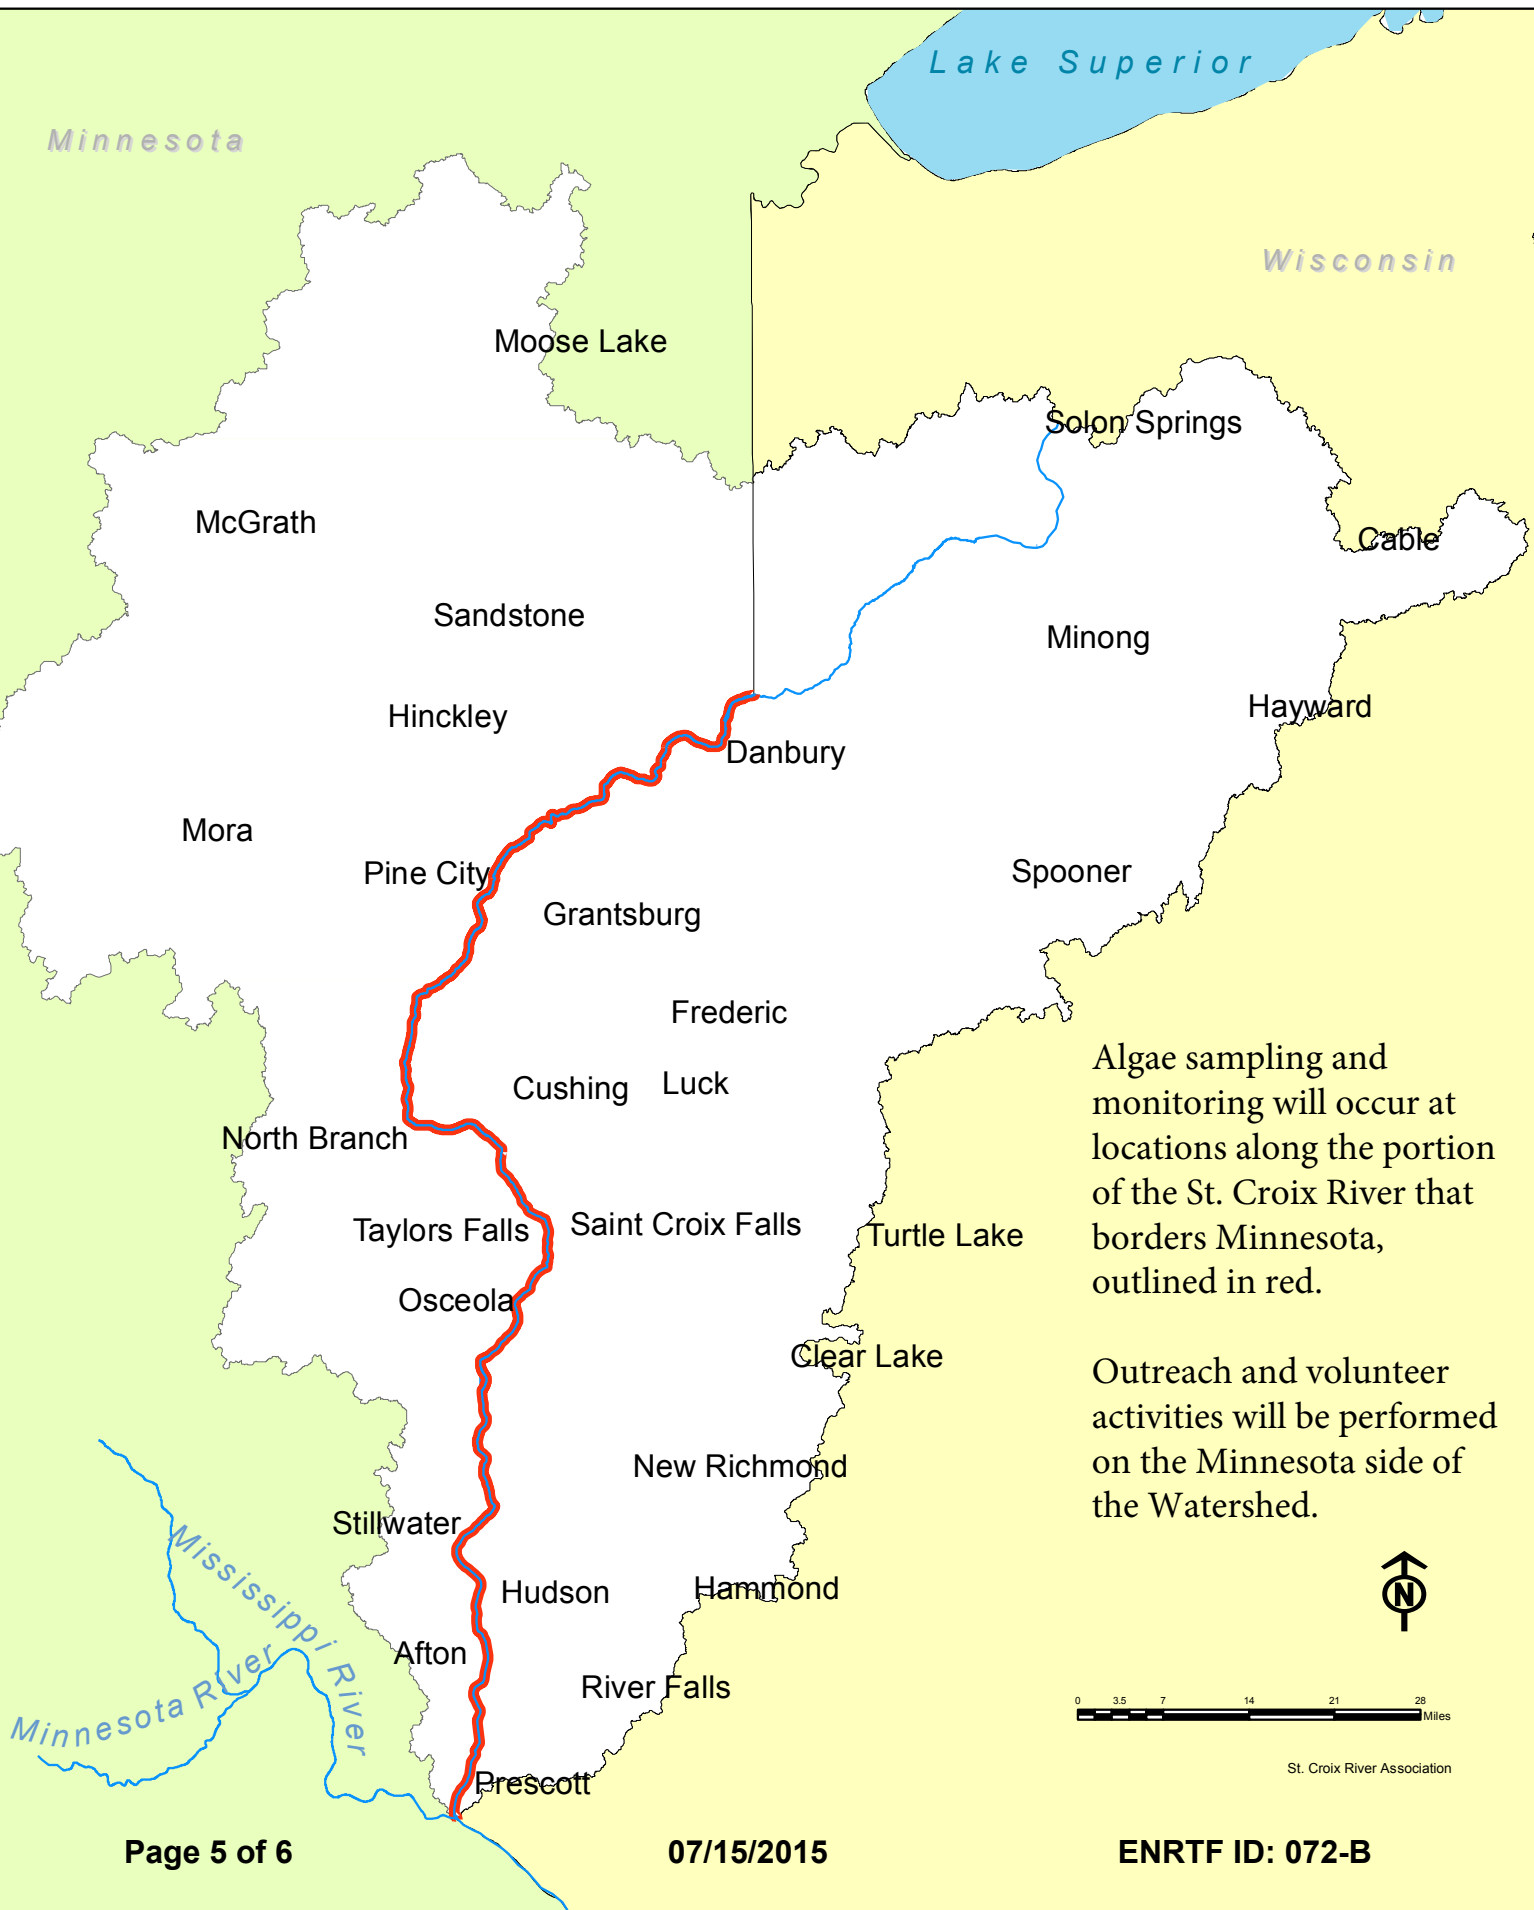 Lake Superior
Minnesota
Wisconsin
Moose Lake
Solon Springs
McGrath
Cable
Sandstone
Minong
Hayward
Hinckley
Danbury
Mora
Pine City
Spooner
Grantsburg
Frederic
Cushing
Luck
North Branch
Taylors Falls
Saint Croix Falls
Turtle Lake
Osceola
Clear Lake
Algae sampling and
monitoring will occur at
locations along the portion
of the St. Croix River that
borders Minnesota,
outlined in red.
Outreach and volunteer
activities will be performed
on the Minnesota side of
the Watershed.
New Richmond
Stillwater
Mississippi River
Hudson
Hammond
N
Afton
Minnesota River
River Falls
0 3.5 7 14 21 28
Miles
St. Croix River Association
Prescott
Page 5 of 6
07/15/2015
ENRTF ID: 072-B